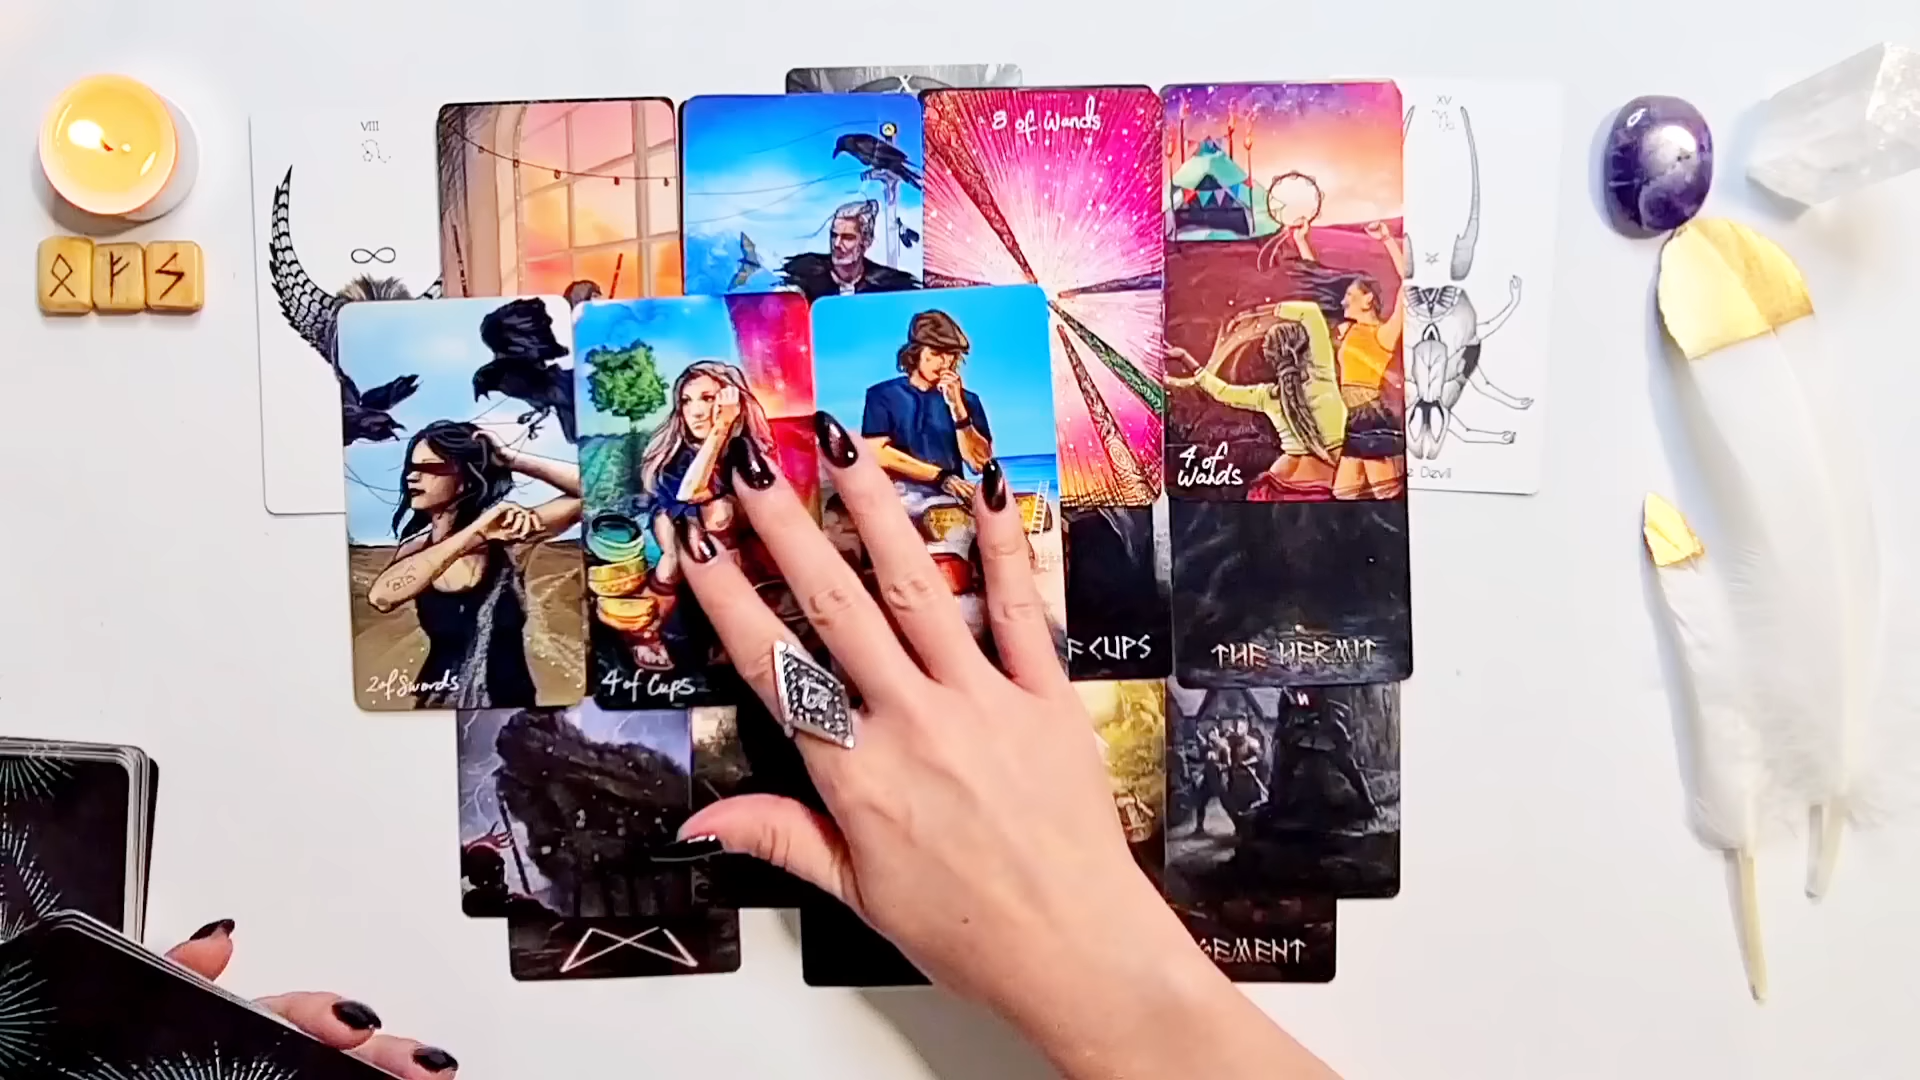 X
XV
VIII
8 of Wands
4 of
Wands
Devil
2 of Swords
4 of Cups
CUPS
THE HERMIT
GEMENT